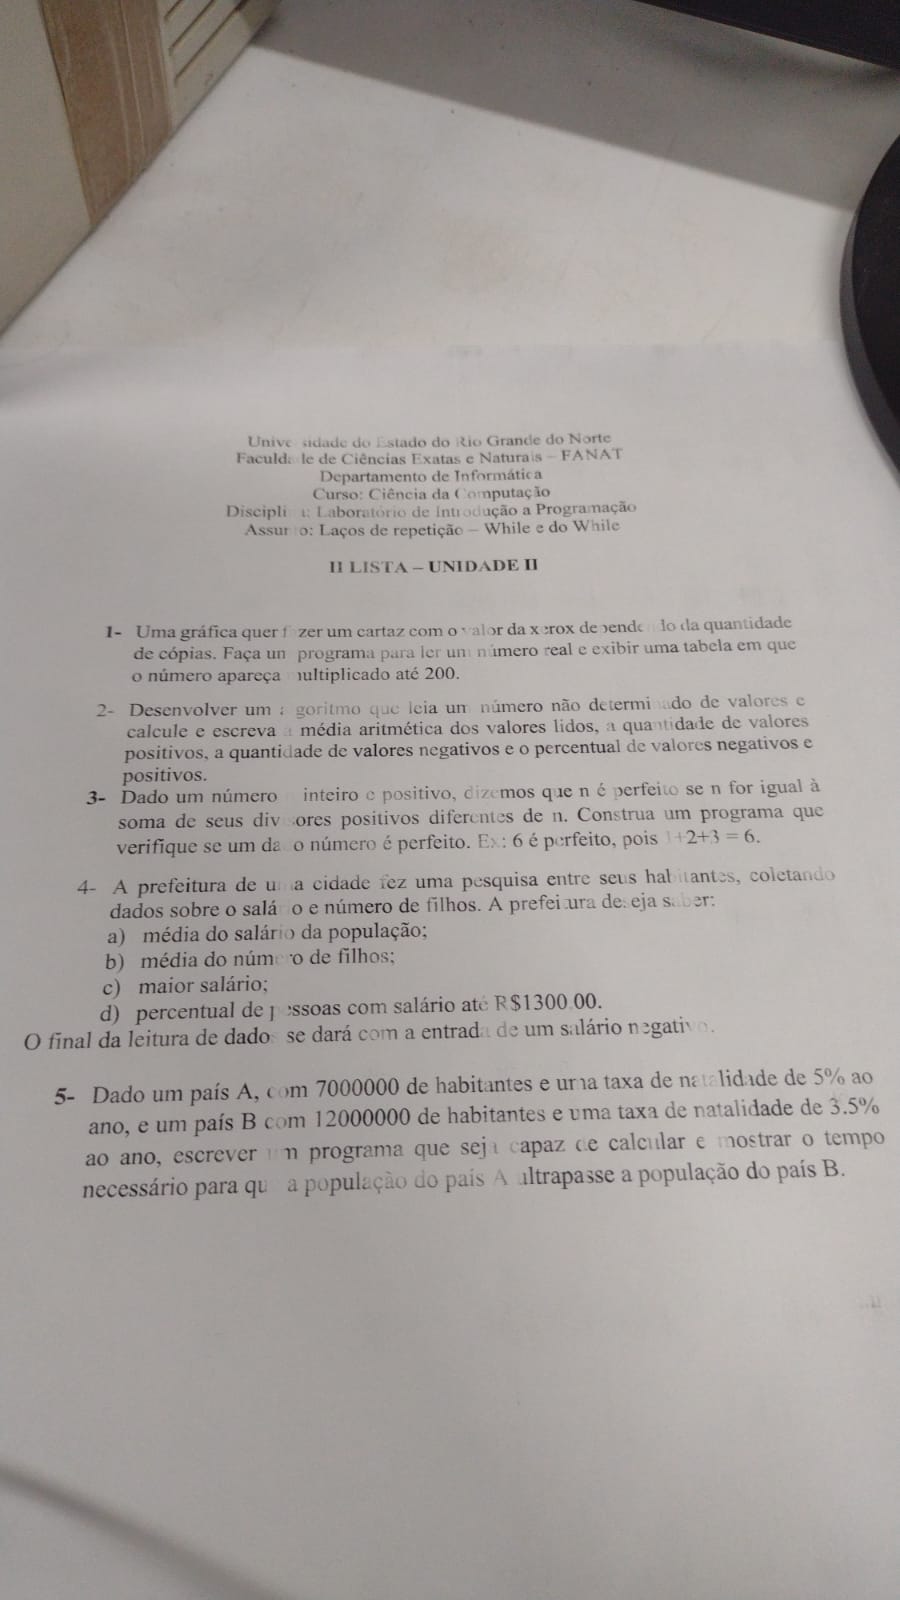 Universidade do Estado do Rio Grande do Norte
Faculdade de Ciências Exatas e Naturais – FANAT
Departamento de Informática
Curso: Ciência da Computação
Disciplina: Laboratório de Introdução a Programação
Assunto: Laços de repetição – While e do While
II LISTA – UNIDADE II
1- Uma gráfica quer fazer um cartaz com o valor da xerox dependendo da quantidade
de cópias. Faça um programa para ler um número real e exibir uma tabela em que
o número apareça multiplicado até 200.
2- Desenvolver um algoritmo que leia um número não determinado de valores e
calcule e escreva a média aritmética dos valores lidos, a quantidade de valores
positivos, a quantidade de valores negativos e o percentual de valores negativos e
positivos.
3- Dado um número n inteiro e positivo, dizemos que n é perfeito se n for igual à
soma de seus divisores positivos diferentes de n. Construa um programa que
verifique se um dado número é perfeito. Ex: 6 é perfeito, pois 1+2+3 = 6.
4- A prefeitura de uma cidade fez uma pesquisa entre seus habitantes, coletando
dados sobre o salário e número de filhos. A prefeitura deseja saber:
a) média do salário da população;
b) média do número de filhos;
c) maior salário;
d) percentual de pessoas com salário até R$1300,00.
O final da leitura de dados se dará com a entrada de um salário negativo.
5- Dado um país A, com 7000000 de habitantes e uma taxa de natalidade de 5% ao
ano, e um país B com 12000000 de habitantes e uma taxa de natalidade de 3.5%
ao ano, escrever um programa que seja capaz de calcular e mostrar o tempo
necessário para que a população do país A ultrapasse a população do país B.